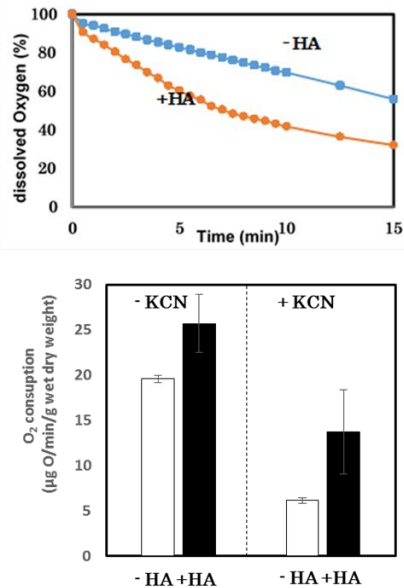 100
80
60
40
20
0
dissolved Oxygen (%)
- HA
+HA
0 5 10 15
Time (min)
30
25
20
15
10
5
0
O₂ consuption
(µg O/min/g wet dry weight)
- KCN + KCN
- HA +HA - HA +HA